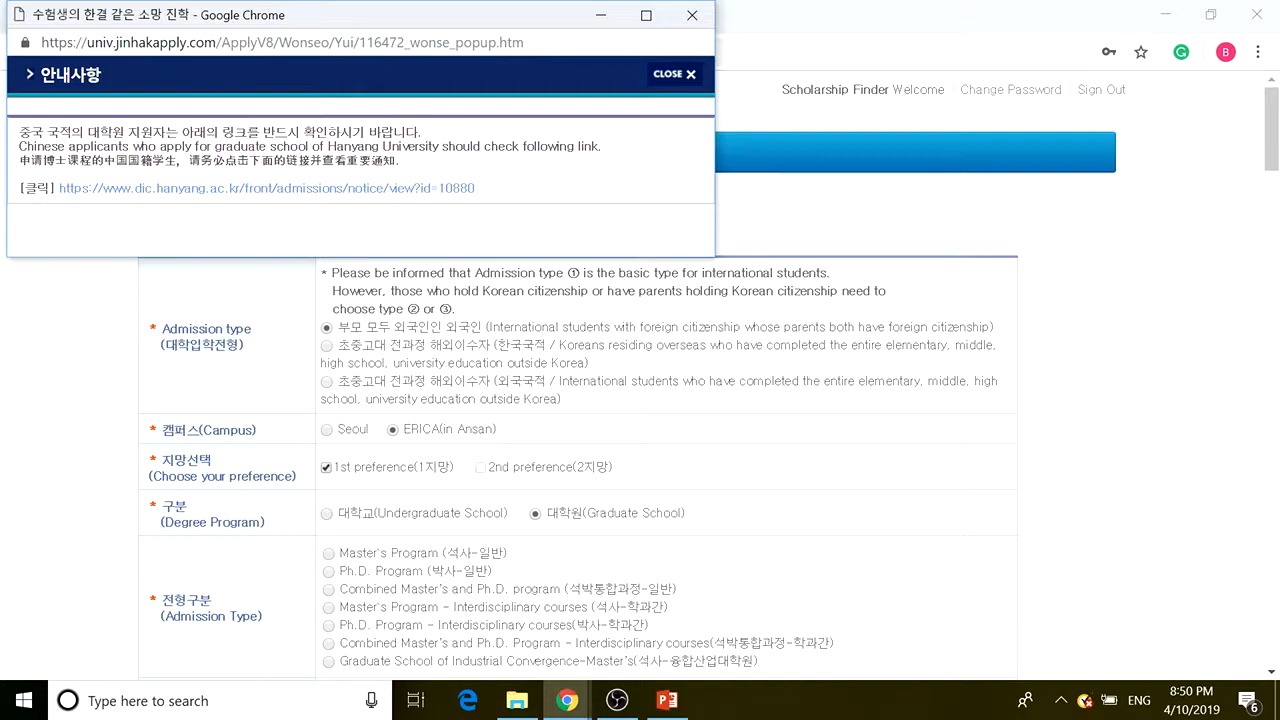 수험생의 한결 같은 소망 진학 - Google Chrome
https://univ.jinhakapply.com/ApplyV8/Wonseo/Yui/116472_wonse_popup.htm
안내사항
CLOSE
중국 국적의 대학원 지원자는 아래의 링크를 반드시 확인하시기 바랍니다.
Chinese applicants who apply for graduate school of Hanyang University should check following link.
申请博士课程的中国国籍学生, 请务必点击下面的链接并查看重要通知.
[클릭] https://www.dic.hanyang.ac.kr/front/admissions/notice/view?id=10880
B
Scholarship Finder Welcome Change Password Sign Out
* Please be informed that Admission type ① is the basic type for international students.
However, those who hold Korean citizenship or have parents holding Korean citizenship need to
choose type ② or ③.
* Admission type
(대학입학전형)
부모 모두 외국인인 외국인 (International students with foreign citizenship whose parents both have foreign citizenship)
초중고대 전과정 해외이수자 (한국국적 / Koreans residing overseas who have completed the entire elementary, middle,
high school, university education outside Korea)
초중고대 전과정 해외이수자 (외국국적 / International students who have completed the entire elementary, middle, high
school, university education outside Korea)
* 캠퍼스(Campus)
Seoul ERICA(in Ansan)
* 지망선택
(Choose your preference)
1st preference(1지망) 2nd preference(2지망)
* 구분
(Degree Program)
대학교(Undergraduate School) 대학원(Graduate School)
* 전형구분
(Admission Type)
Master`s Program (석사-일반)
Ph.D. Program (박사-일반)
Combined Master's and Ph.D. program (석박통합과정-일반)
Master`s Program - Interdisciplinary courses (석사-학과간)
Ph.D. Program - Interdisciplinary courses(박사-학과간)
Combined Master's and Ph.D. Program - Interdisciplinary courses(석박통합과정-학과간)
Graduate School of Industrial Convergence-Master's(석사-융합산업대학원)
Type here to search
ENG
8:50 PM
4/10/2019
6